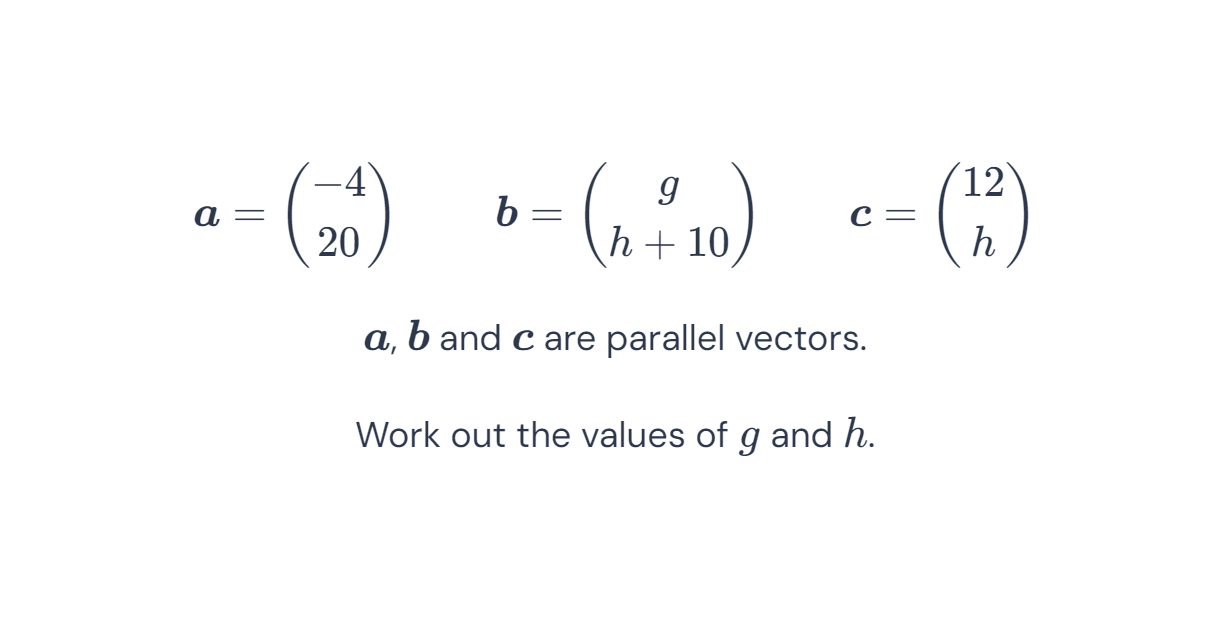 a = (−4 20) b = (g h + 10) c = (12 h)
a, b and c are parallel vectors.
Work out the values of g and h.